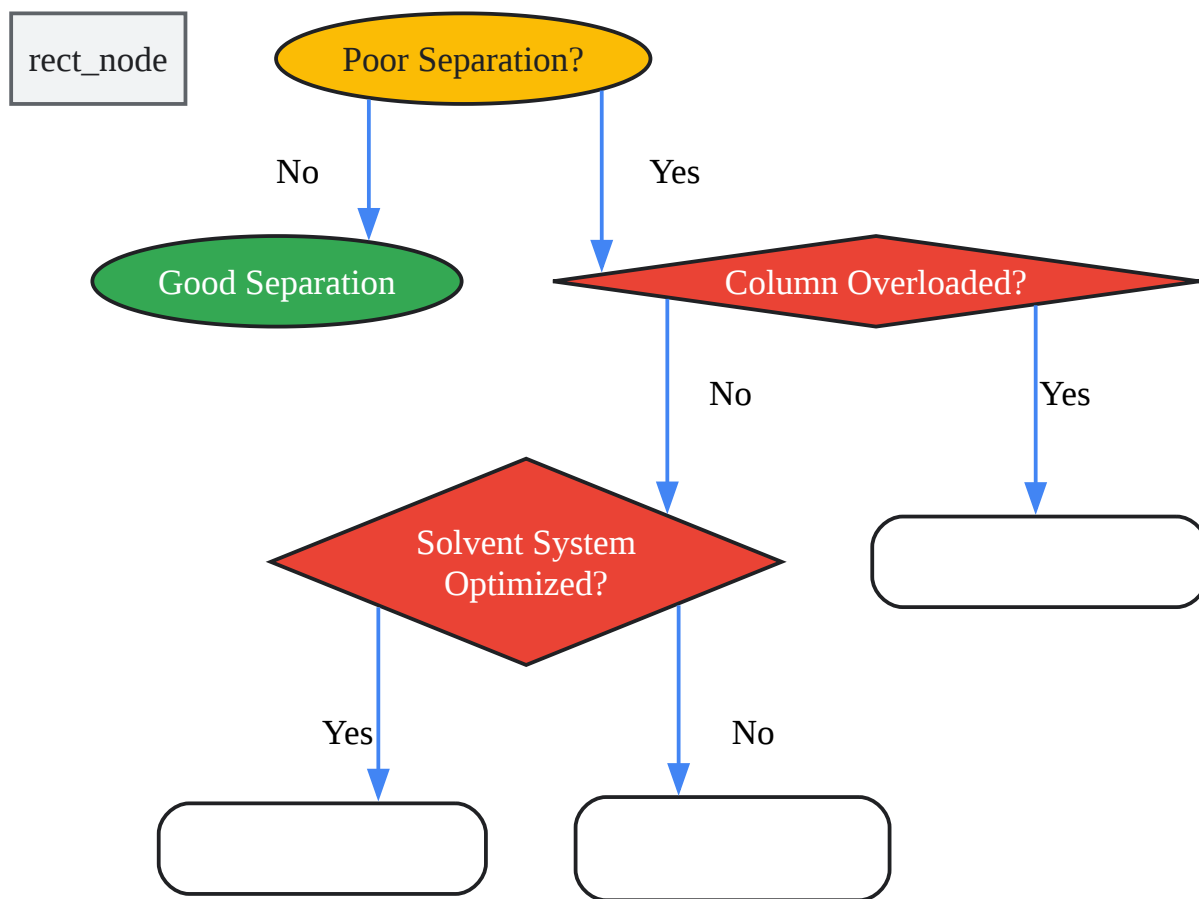 rect_node
Poor Separation?
No
Yes
Good Separation
Column Overloaded?
No
Yes
Solvent System
Optimized?
Yes
No